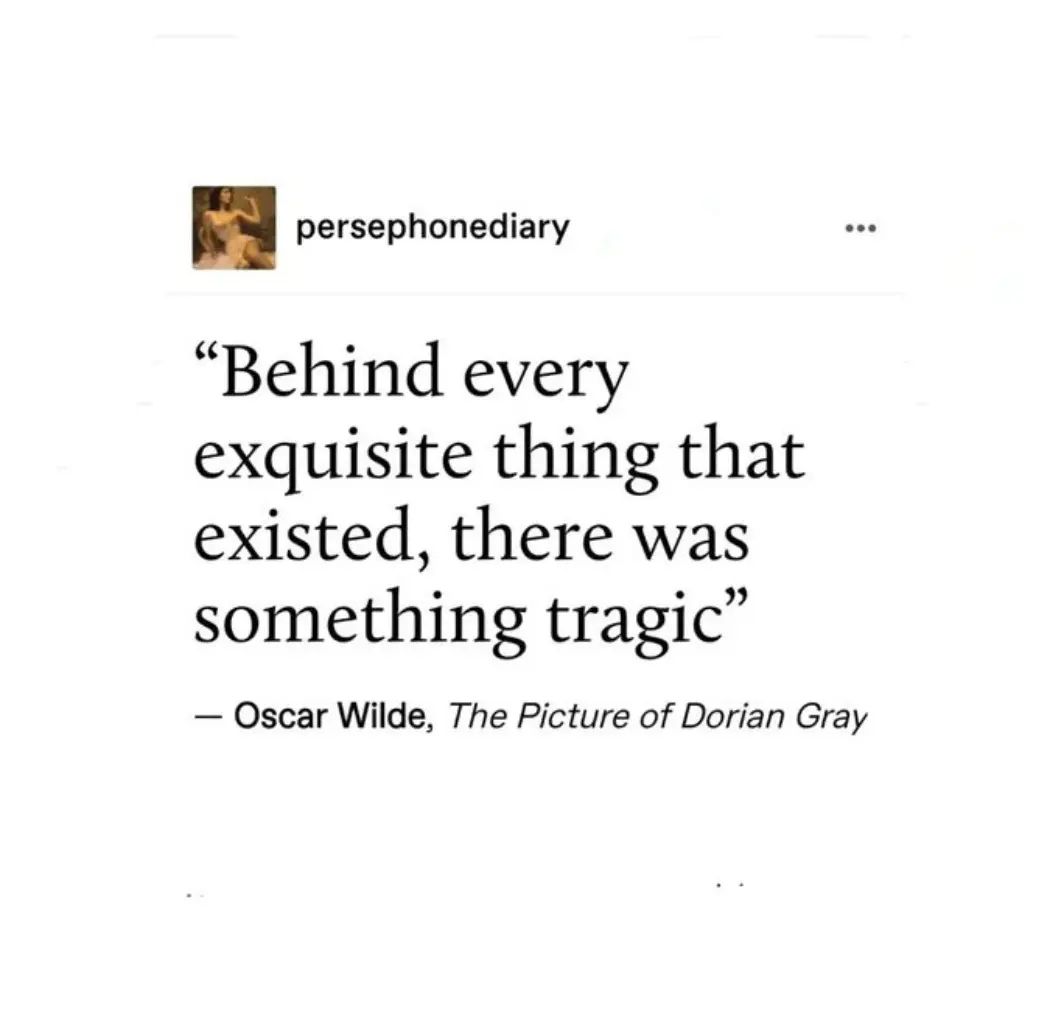 persephonediary
“Behind every
exquisite thing that
existed, there was
something tragic”
— Oscar Wilde, The Picture of Dorian Gray